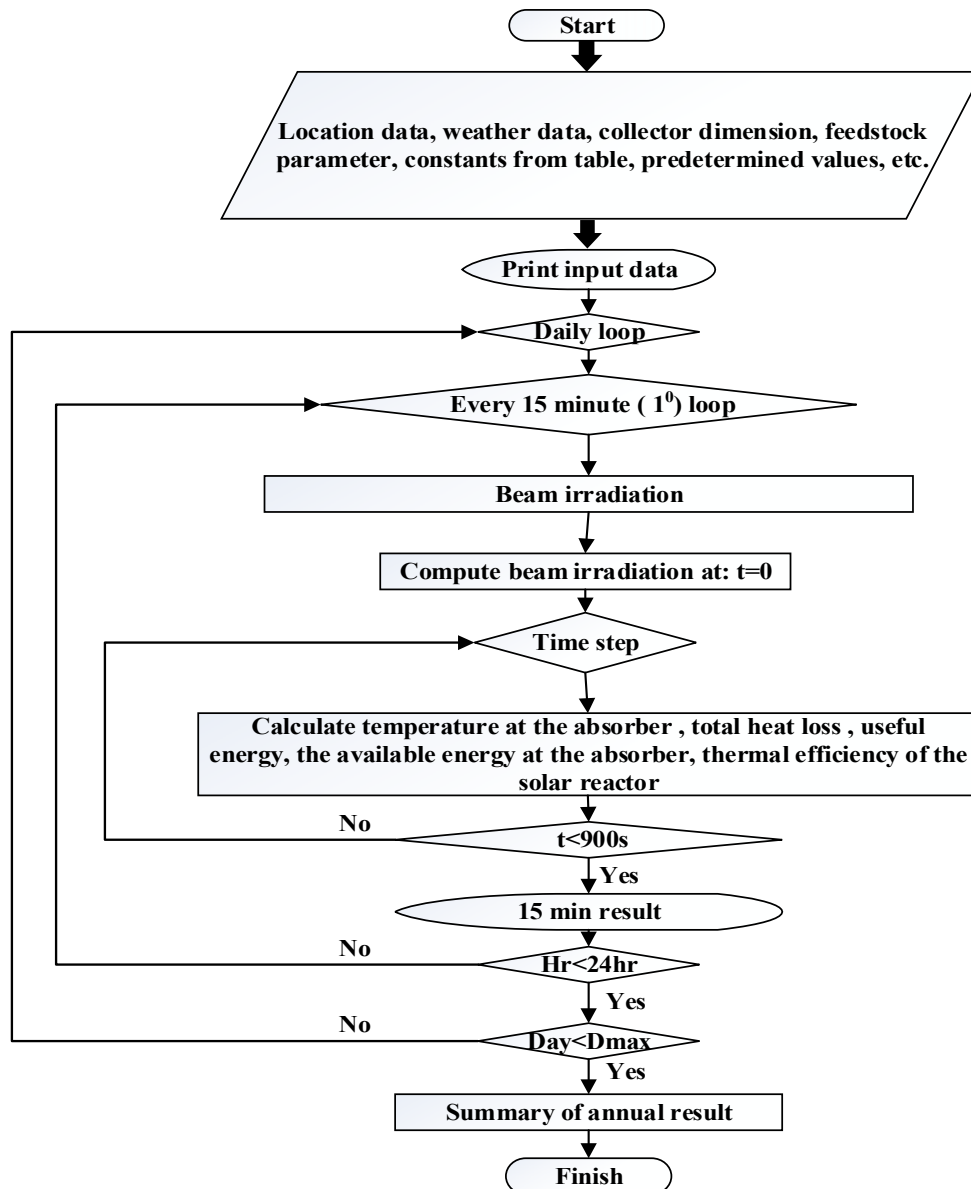 Start
Location data, weather data, collector dimension, feedstock
parameter, constants from table, predetermined values, etc.
Print input data
Daily loop
Every 15 minute ( 1⁰) loop
Beam irradiation
Compute beam irradiation at: t=0
Time step
Calculate temperature at the absorber , total heat loss , useful
energy, the available energy at the absorber, thermal efficiency of the
solar reactor
No
t<900s
Yes
15 min result
No
Hr<24hr
Yes
No
Day<Dmax
Yes
Summary of annual result
Finish